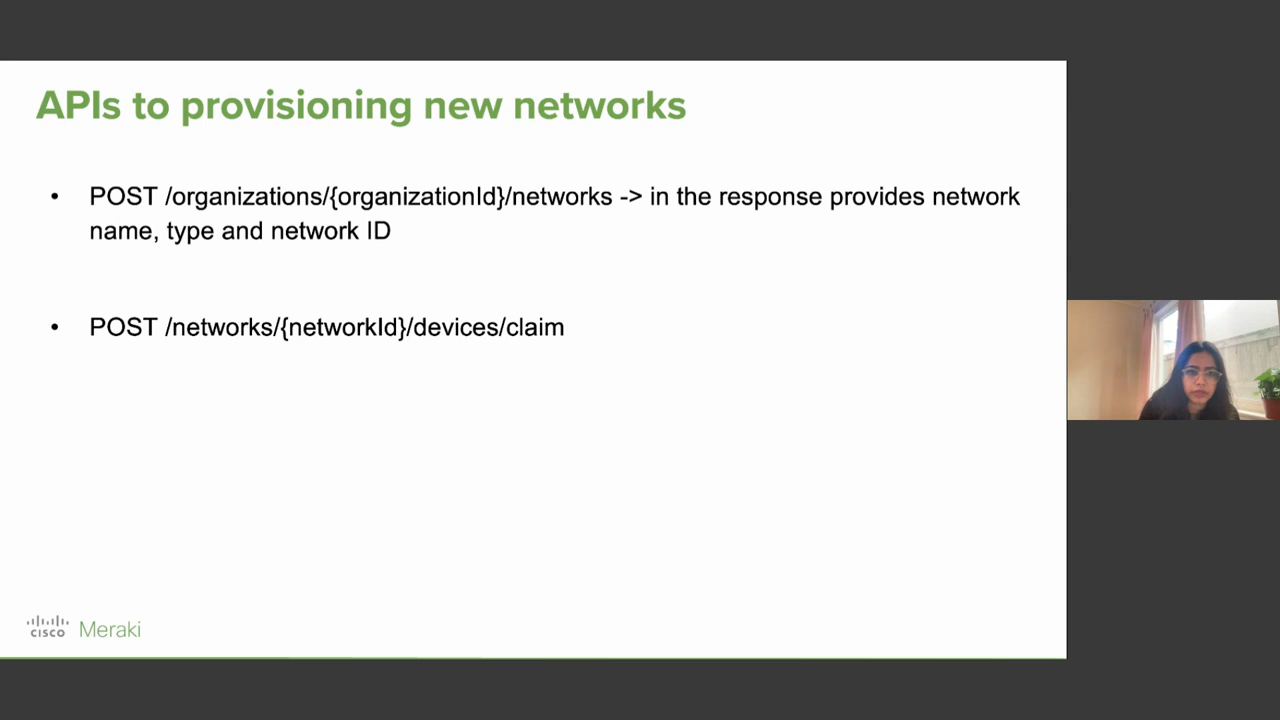 APIs to provisioning new networks
• POST /organizations/{organizationId}/networks -> in the response provides network
name, type and network ID
• POST /networks/{networkId}/devices/claim
CISCO Meraki